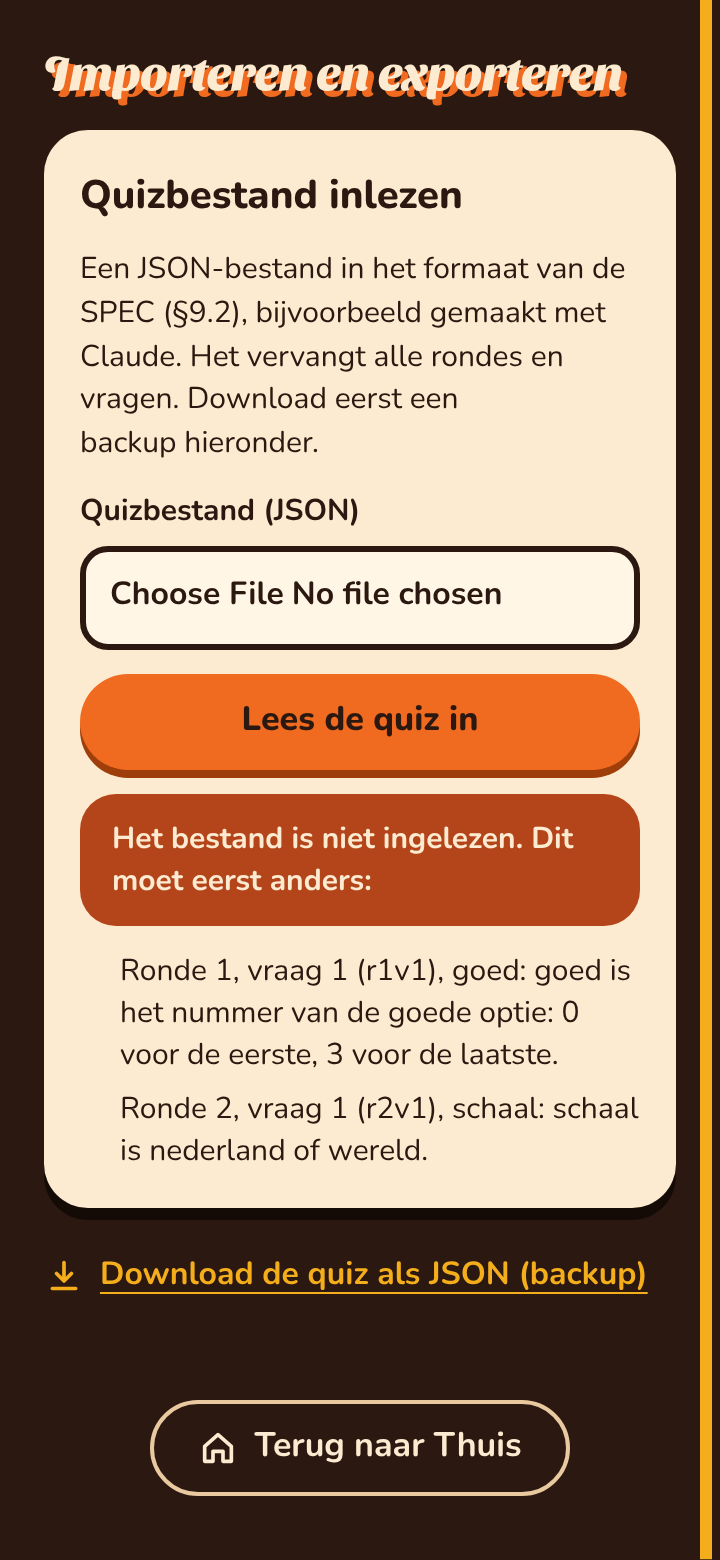 Importeren en exporteren
Quizbestand inlezen
Een JSON-bestand in het formaat van de
SPEC (§9.2), bijvoorbeeld gemaakt met
Claude. Het vervangt alle rondes en
vragen. Download eerst een
backup hieronder.
Quizbestand (JSON)
Choose File No file chosen
Lees de quiz in
Het bestand is niet ingelezen. Dit
moet eerst anders:
Ronde 1, vraag 1 (r1v1), goed: goed is
het nummer van de goede optie: 0
voor de eerste, 3 voor de laatste.
Ronde 2, vraag 1 (r2v1), schaal: schaal
is nederland of wereld.
Download de quiz als JSON (backup)
Terug naar Thuis